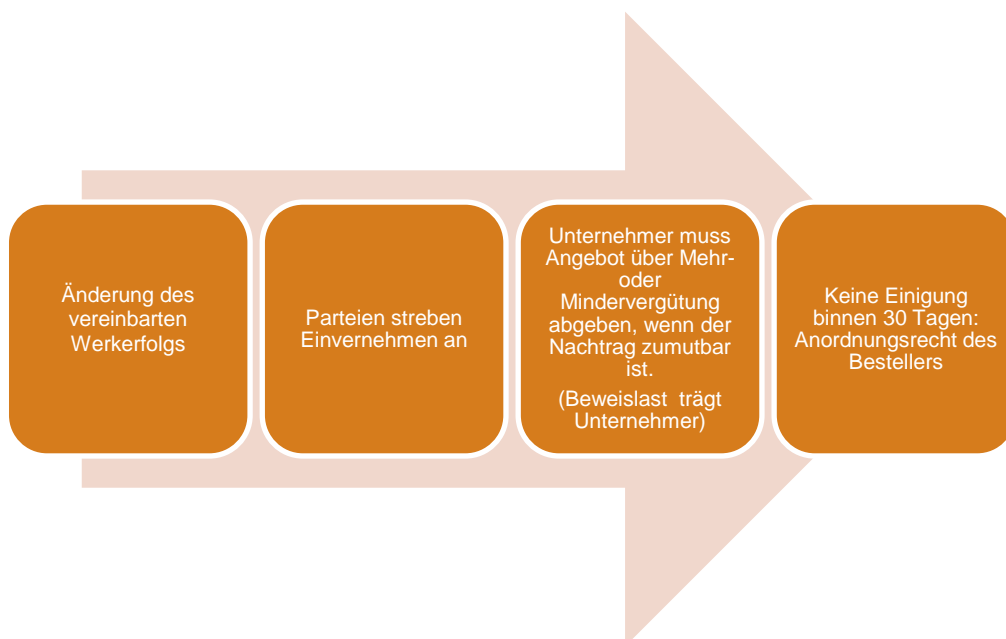 Änderung des
vereinbarten
Werkerfolgs
Parteien streben
Einvernehmen an
Unternehmer muss
Angebot über Mehr-
oder
Mindervergütung
abgeben, wenn der
Nachtrag zumutbar
ist.
(Beweislast trägt
Unternehmer)
Keine Einigung
binnen 30 Tagen:
Anordnungsrecht des
Bestellers